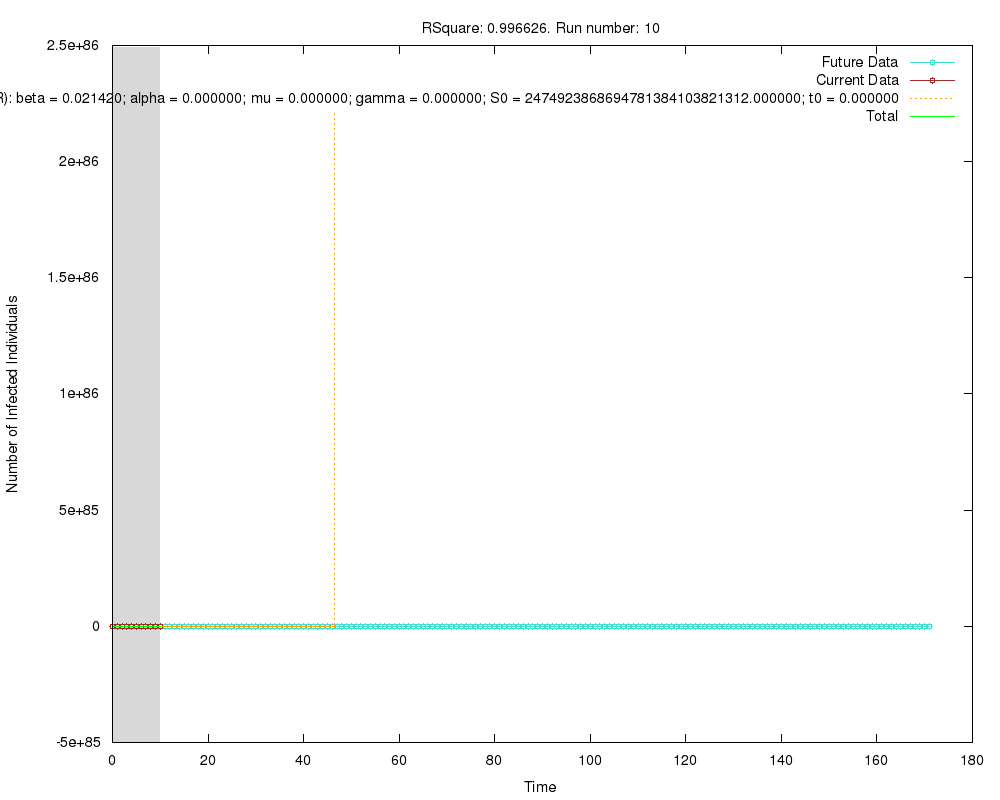 RSquare: 0.996626. Run number: 10
2.5e+86
2e+86
1.5e+86
1e+86
5e+85
0
-5e+85
Number of Infected Individuals
Future Data
Current Data
R): beta = 0.021420; alpha = 0.000000; mu = 0.000000; gamma = 0.000000; S0 = 2474923868694781384103821312.000000; t0 = 0.000000
Total
0 20 40 60 80 100 120 140 160 180
Time